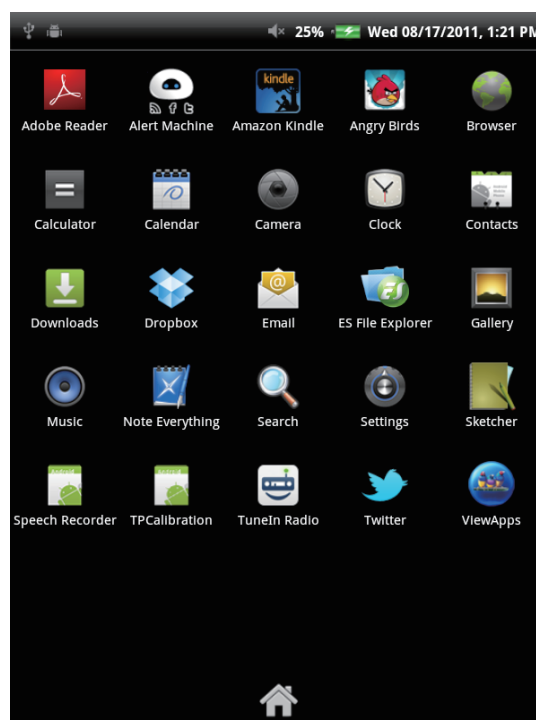 25% Wed 08/17/2011, 1:21 PM
kindle
Adobe Reader Alert Machine Amazon Kindle Angry Birds Browser
Calculator Calendar Camera Clock Contacts
Downloads Dropbox Email ES File Explorer Gallery
Music Note Everything Search Settings Sketcher
Speech Recorder TPCalibration TuneIn Radio Twitter ViewApps